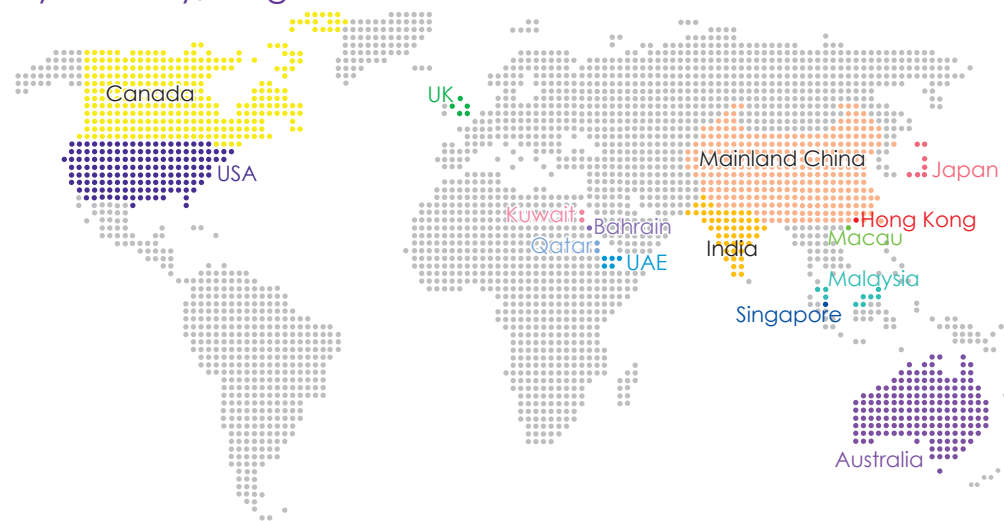 Canada
UK
USA
Mainland China
Japan
Kuwait
Bahrain
Hong Kong
Qatar
Macau
UAE
India
Malaysia
Singapore
Australia